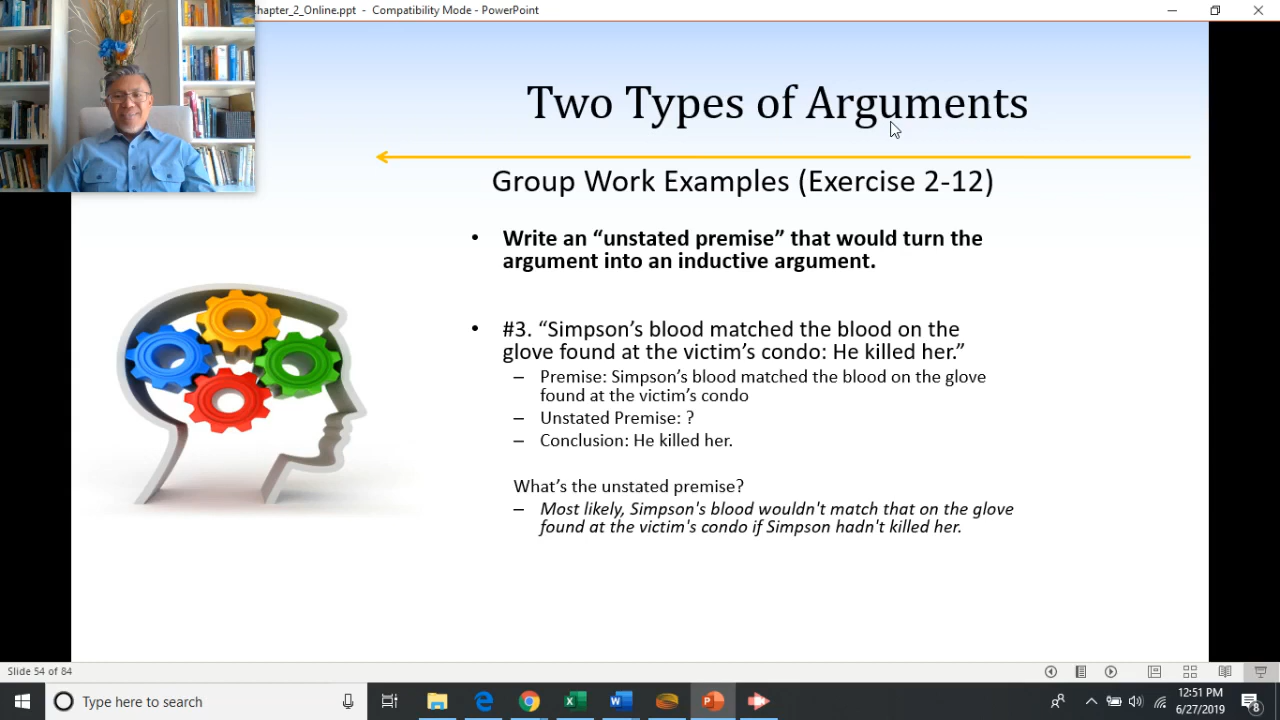 Chapter_2_Online.ppt - Compatibility Mode - PowerPoint
Two Types of Arguments
Group Work Examples (Exercise 2-12)
• Write an “unstated premise” that would turn the
argument into an inductive argument.
• #3. “Simpson’s blood matched the blood on the
glove found at the victim’s condo: He killed her.”
– Premise: Simpson’s blood matched the blood on the glove
found at the victim’s condo
– Unstated Premise: ?
– Conclusion: He killed her.
What’s the unstated premise?
– Most likely, Simpson's blood wouldn't match that on the glove
found at the victim's condo if Simpson hadn't killed her.
Slide 54 of 84
Type here to search
12:51 PM
6/27/2019
8